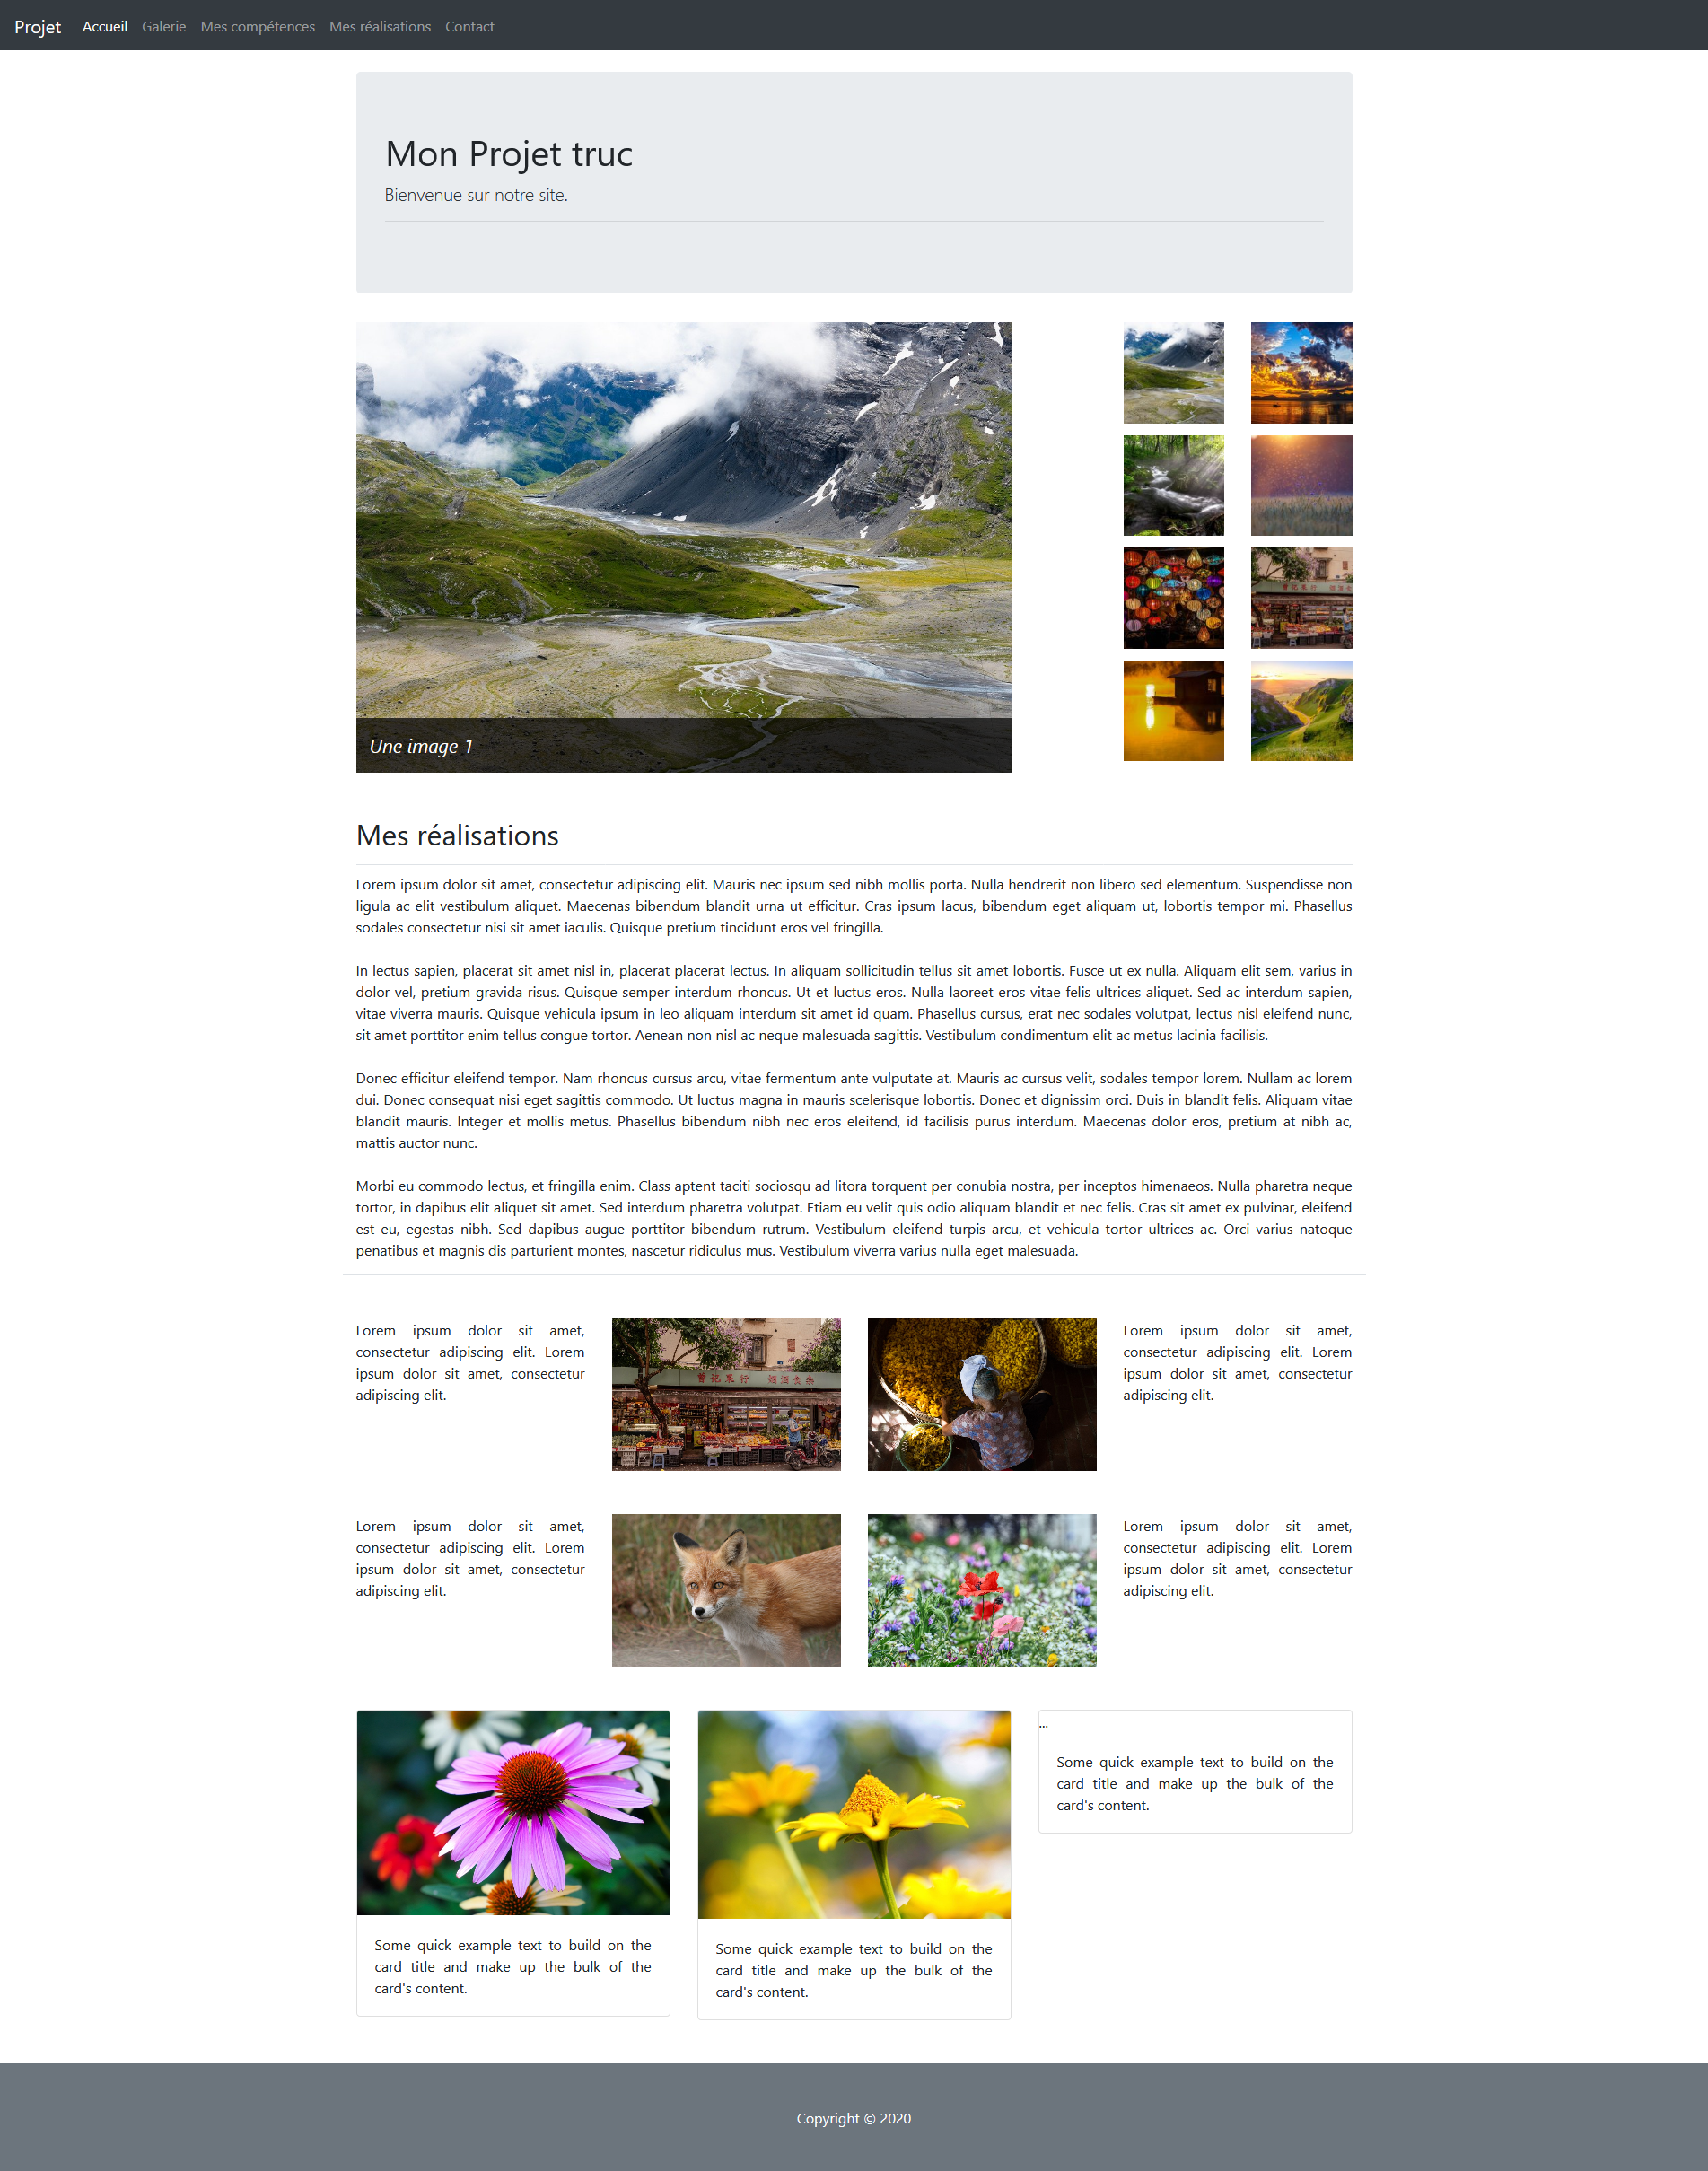 Projet Accueil Galerie Mes compétences Mes réalisations Contact
Mon Projet truc
Bienvenue sur notre site.
Une image 1
Mes réalisations
Lorem ipsum dolor sit amet, consectetur adipiscing elit. Mauris nec ipsum sed nibh mollis porta. Nulla hendrerit non libero sed elementum. Suspendisse non
ligula ac elit vestibulum aliquet. Maecenas bibendum blandit urna ut efficitur. Cras ipsum lacus, bibendum eget aliquam ut, lobortis tempor mi. Phasellus
sodales consectetur nisi sit amet iaculis. Quisque pretium tincidunt eros vel fringilla.
In lectus sapien, placerat sit amet nisl in, placerat placerat lectus. In aliquam sollicitudin tellus sit amet lobortis. Fusce ut ex nulla. Aliquam elit sem, varius in
dolor vel, pretium gravida risus. Quisque semper interdum rhoncus. Ut et luctus eros. Nulla laoreet eros vitae felis ultrices aliquet. Sed ac interdum sapien,
vitae viverra mauris. Quisque vehicula ipsum in leo aliquam interdum sit amet id quam. Phasellus cursus, erat nec sodales volutpat, lectus nisl eleifend nunc,
sit amet porttitor enim tellus congue tortor. Aenean non nisl ac neque malesuada sagittis. Vestibulum condimentum elit ac metus lacinia facilisis.
Donec efficitur eleifend tempor. Nam rhoncus cursus arcu, vitae fermentum ante vulputate at. Mauris ac cursus velit, sodales tempor lorem. Nullam ac lorem
dui. Donec consequat nisi eget sagittis commodo. Ut luctus magna in mauris scelerisque lobortis. Donec et dignissim orci. Duis in blandit felis. Aliquam vitae
blandit mauris. Integer et mollis metus. Phasellus bibendum nibh nec eros eleifend, id facilisis purus interdum. Maecenas dolor eros, pretium at nibh ac,
mattis auctor nunc.
Morbi eu commodo lectus, et fringilla enim. Class aptent taciti sociosqu ad litora torquent per conubia nostra, per inceptos himenaeos. Nulla pharetra neque
tortor, in dapibus elit aliquet sit amet. Sed interdum pharetra volutpat. Etiam eu velit quis odio aliquam blandit et nec felis. Cras sit amet ex pulvinar, eleifend
est eu, egestas nibh. Sed dapibus augue porttitor bibendum rutrum. Vestibulum eleifend turpis arcu, et vehicula tortor ultrices ac. Orci varius natoque
penatibus et magnis dis parturient montes, nascetur ridiculus mus. Vestibulum viverra varius nulla eget malesuada.
Lorem ipsum dolor sit amet,
consectetur adipiscing elit. Lorem
ipsum dolor sit amet, consectetur
adipiscing elit.
Lorem ipsum dolor sit amet,
consectetur adipiscing elit. Lorem
ipsum dolor sit amet, consectetur
adipiscing elit.
Lorem ipsum dolor sit amet,
consectetur adipiscing elit. Lorem
ipsum dolor sit amet, consectetur
adipiscing elit.
Lorem ipsum dolor sit amet,
consectetur adipiscing elit. Lorem
ipsum dolor sit amet, consectetur
adipiscing elit.
Some quick example text to build on the
card title and make up the bulk of the
card's content.
Some quick example text to build on the
card title and make up the bulk of the
card's content.
...
Some quick example text to build on the
card title and make up the bulk of the
card's content.
Copyright © 2020